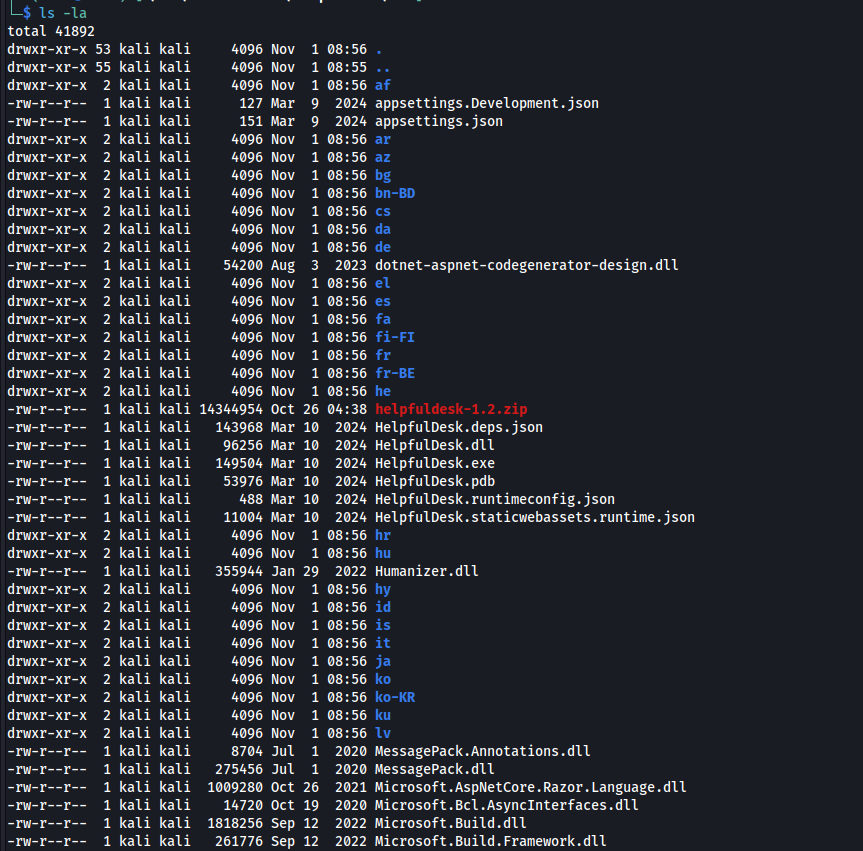 └─$ ls -la
total 41892
drwxr-xr-x 53 kali kali     4096 Nov  1 08:56 .
drwxr-xr-x 55 kali kali     4096 Nov  1 08:55 ..
drwxr-xr-x  2 kali kali     4096 Nov  1 08:56 af
-rw-r--r--  1 kali kali      127 Mar  9  2024 appsettings.Development.json
-rw-r--r--  1 kali kali      151 Mar  9  2024 appsettings.json
drwxr-xr-x  2 kali kali     4096 Nov  1 08:56 ar
drwxr-xr-x  2 kali kali     4096 Nov  1 08:56 az
drwxr-xr-x  2 kali kali     4096 Nov  1 08:56 bg
drwxr-xr-x  2 kali kali     4096 Nov  1 08:56 bn-BD
drwxr-xr-x  2 kali kali     4096 Nov  1 08:56 cs
drwxr-xr-x  2 kali kali     4096 Nov  1 08:56 da
drwxr-xr-x  2 kali kali     4096 Nov  1 08:56 de
-rw-r--r--  1 kali kali    54200 Aug  3  2023 dotnet-aspnet-codegenerator-design.dll
drwxr-xr-x  2 kali kali     4096 Nov  1 08:56 el
drwxr-xr-x  2 kali kali     4096 Nov  1 08:56 es
drwxr-xr-x  2 kali kali     4096 Nov  1 08:56 fa
drwxr-xr-x  2 kali kali     4096 Nov  1 08:56 fi-FI
drwxr-xr-x  2 kali kali     4096 Nov  1 08:56 fr
drwxr-xr-x  2 kali kali     4096 Nov  1 08:56 fr-BE
drwxr-xr-x  2 kali kali     4096 Nov  1 08:56 he
-rw-r--r--  1 kali kali 14344954 Oct 26 04:38 helpfuldesk-1.2.zip
-rw-r--r--  1 kali kali   143968 Mar 10  2024 HelpfulDesk.deps.json
-rw-r--r--  1 kali kali    96256 Mar 10  2024 HelpfulDesk.dll
-rw-r--r--  1 kali kali   149504 Mar 10  2024 HelpfulDesk.exe
-rw-r--r--  1 kali kali    53976 Mar 10  2024 HelpfulDesk.pdb
-rw-r--r--  1 kali kali      488 Mar 10  2024 HelpfulDesk.runtimeconfig.json
-rw-r--r--  1 kali kali    11004 Mar 10  2024 HelpfulDesk.staticwebassets.runtime.json
drwxr-xr-x  2 kali kali     4096 Nov  1 08:56 hr
drwxr-xr-x  2 kali kali     4096 Nov  1 08:56 hu
-rw-r--r--  1 kali kali   355944 Jan 29  2022 Humanizer.dll
drwxr-xr-x  2 kali kali     4096 Nov  1 08:56 hy
drwxr-xr-x  2 kali kali     4096 Nov  1 08:56 id
drwxr-xr-x  2 kali kali     4096 Nov  1 08:56 is
drwxr-xr-x  2 kali kali     4096 Nov  1 08:56 it
drwxr-xr-x  2 kali kali     4096 Nov  1 08:56 ja
drwxr-xr-x  2 kali kali     4096 Nov  1 08:56 ko
drwxr-xr-x  2 kali kali     4096 Nov  1 08:56 ko-KR
drwxr-xr-x  2 kali kali     4096 Nov  1 08:56 ku
drwxr-xr-x  2 kali kali     4096 Nov  1 08:56 lv
-rw-r--r--  1 kali kali     8704 Jul  1  2020 MessagePack.Annotations.dll
-rw-r--r--  1 kali kali   275456 Jul  1  2020 MessagePack.dll
-rw-r--r--  1 kali kali  1009280 Oct 26  2021 Microsoft.AspNetCore.Razor.Language.dll
-rw-r--r--  1 kali kali    14720 Oct 19  2020 Microsoft.Bcl.AsyncInterfaces.dll
-rw-r--r--  1 kali kali  1818256 Sep 12  2022 Microsoft.Build.dll
-rw-r--r--  1 kali kali   261776 Sep 12  2022 Microsoft.Build.Framework.dll